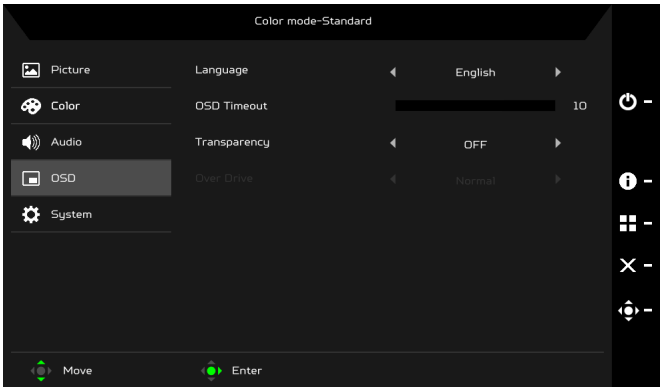 Color mode-Standard
Picture
Language English
Color
OSD Timeout 10
Audio
Transparency OFF
OSD
Over Drive Normal
System
Move Enter